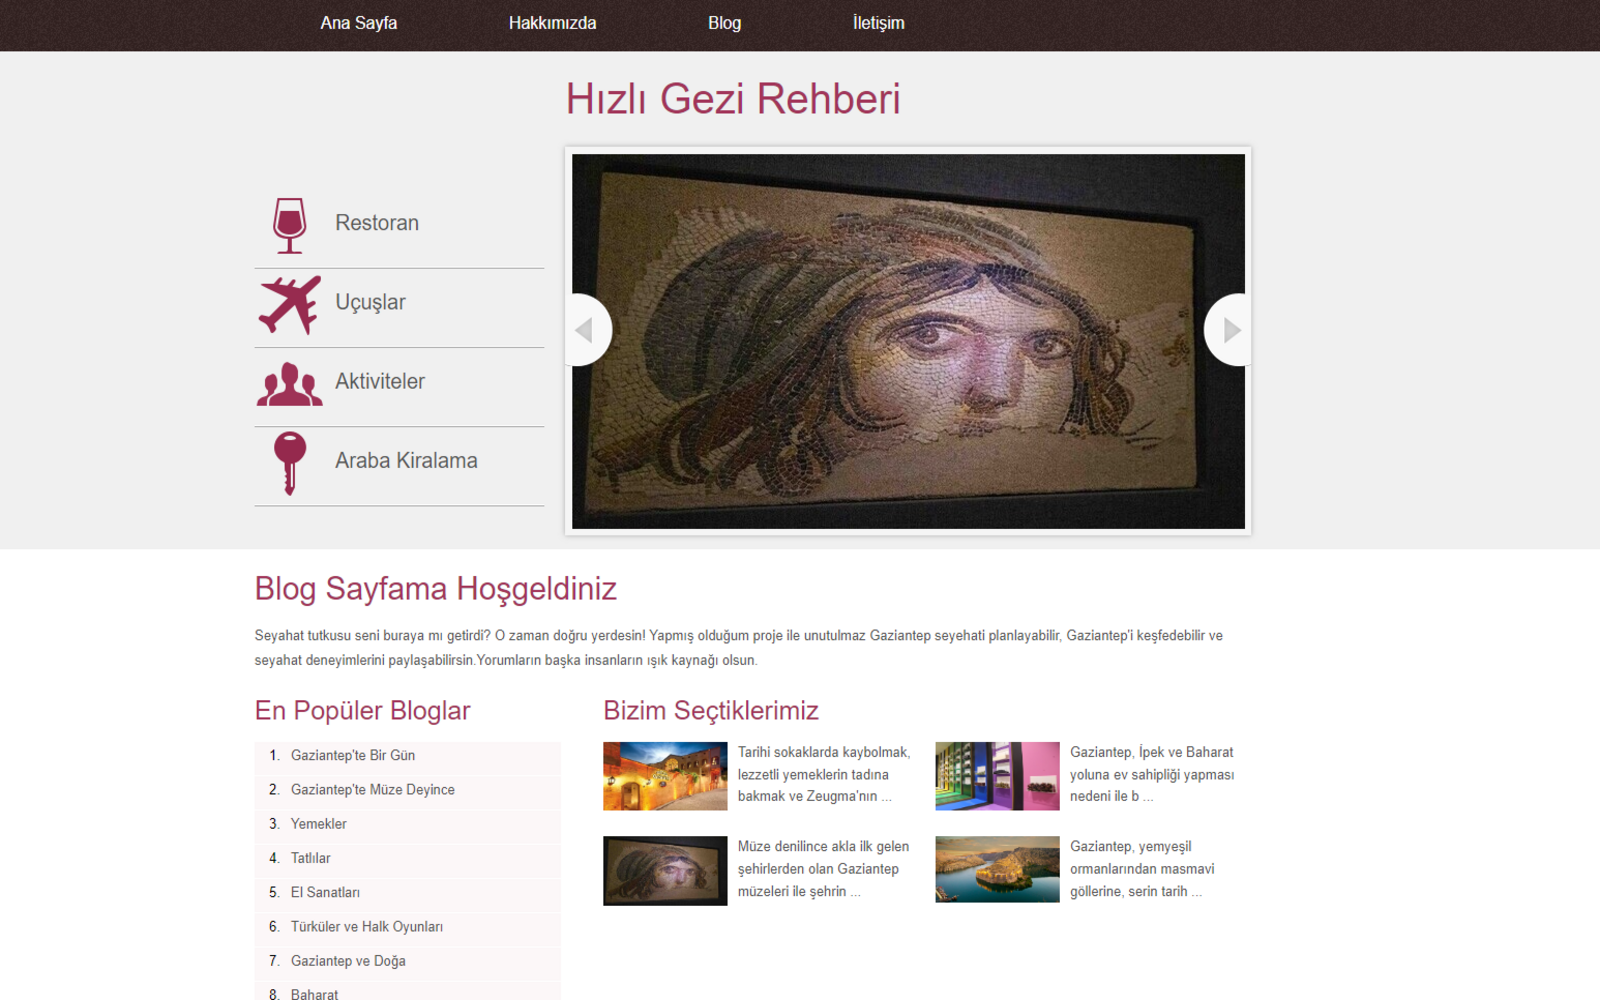 Ana Sayfa
Hakkımızda
Blog
İletişim
Hızlı Gezi Rehberi
Restoran
Uçuşlar
Aktiviteler
Araba Kiralama
Blog Sayfama Hoşgeldiniz
Seyahat tutkusu seni buraya mı getirdi? O zaman doğru yerdesin! Yapmış olduğum proje ile unutulmaz Gaziantep seyehati planlayabilir, Gaziantep'i keşfedebilir ve
seyahat deneyimlerini paylaşabilirsin.Yorumların başka insanların ışık kaynağı olsun.
En Popüler Bloglar
1. Gaziantep'te Bir Gün
2. Gaziantep'te Müze Deyince
3. Yemekler
4. Tatlılar
5. El Sanatları
6. Türküler ve Halk Oyunları
7. Gaziantep ve Doğa
8. Baharat
Bizim Seçtiklerimiz
Tarihi sokaklarda kaybolmak,
lezzetli yemeklerin tadına
bakmak ve Zeugma'nın ...
Gaziantep, İpek ve Baharat
yoluna ev sahipliği yapması
nedeni ile b ...
Müze denilince akla ilk gelen
şehirlerden olan Gaziantep
müzeleri ile şehrin ...
Gaziantep, yemyeşil
ormanlarından masmavi
göllerine, serin tarih ...